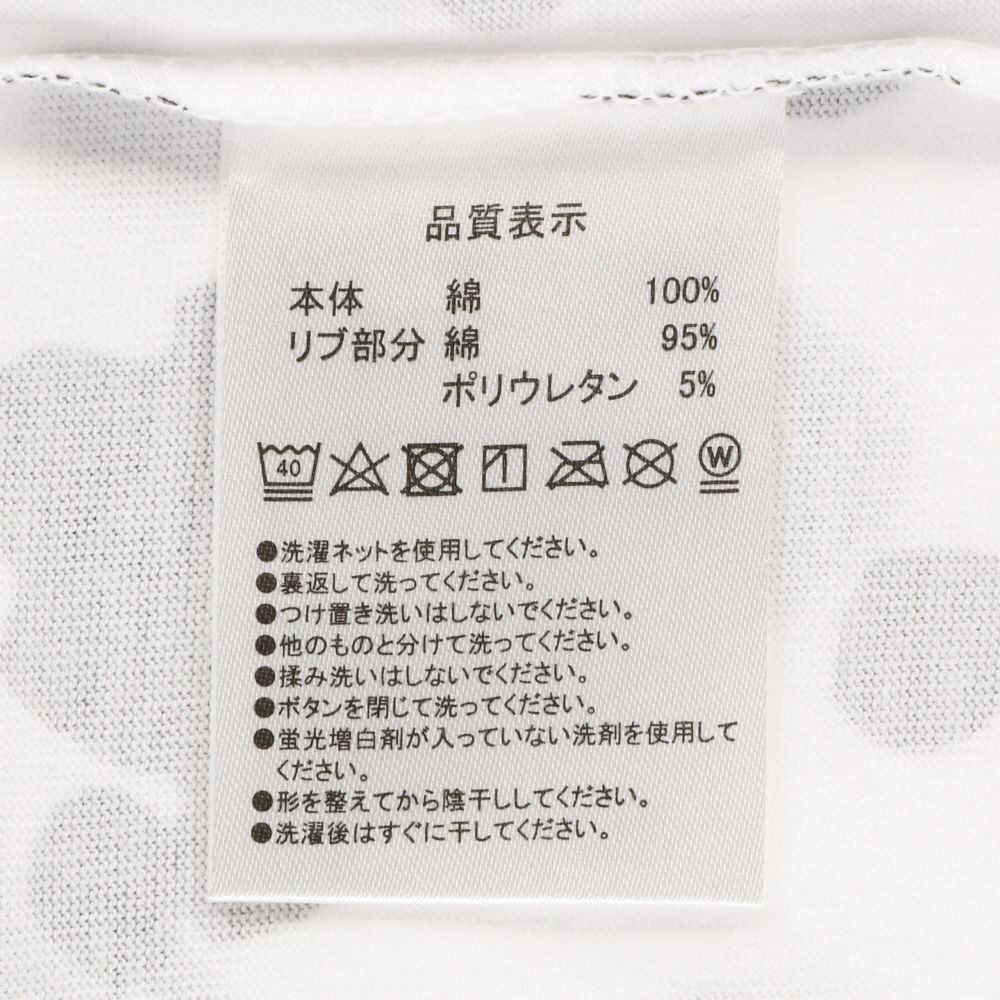 品質表示
本体 綿 100%
リブ部分 綿 95%
ポリウレタン 5%
40 W
●洗濯ネットを使用してください。
●裏返して洗ってください。
●つけ置き洗いはしないでください。
●他のものと分けて洗ってください。
●揉み洗いはしないでください。
●ボタンを閉じて洗ってください。
●蛍光増白剤が入っていない洗剤を使用して
ください。
●形を整えてから陰干ししてください。
●洗濯後はすぐに干してください。